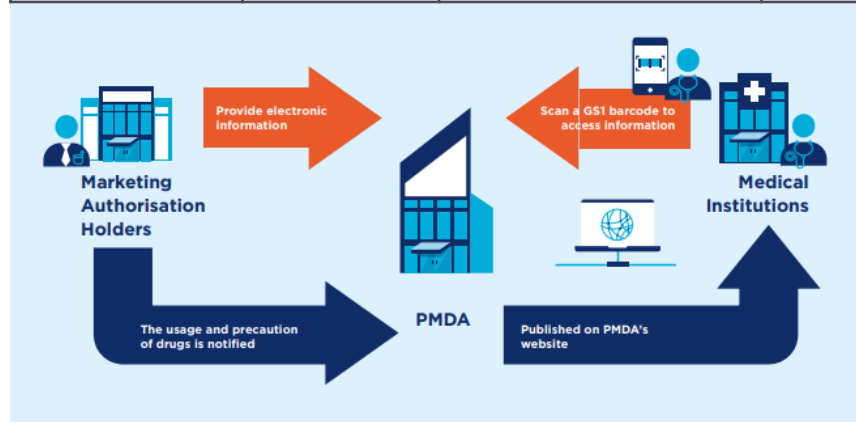 Provide electronic
information
Scan a GS1 barcode to
access information
Marketing
Authorisation
Holders
Medical
Institutions
PMDA
The usage and precaution
of drugs is notified
Published on PMDA's
website